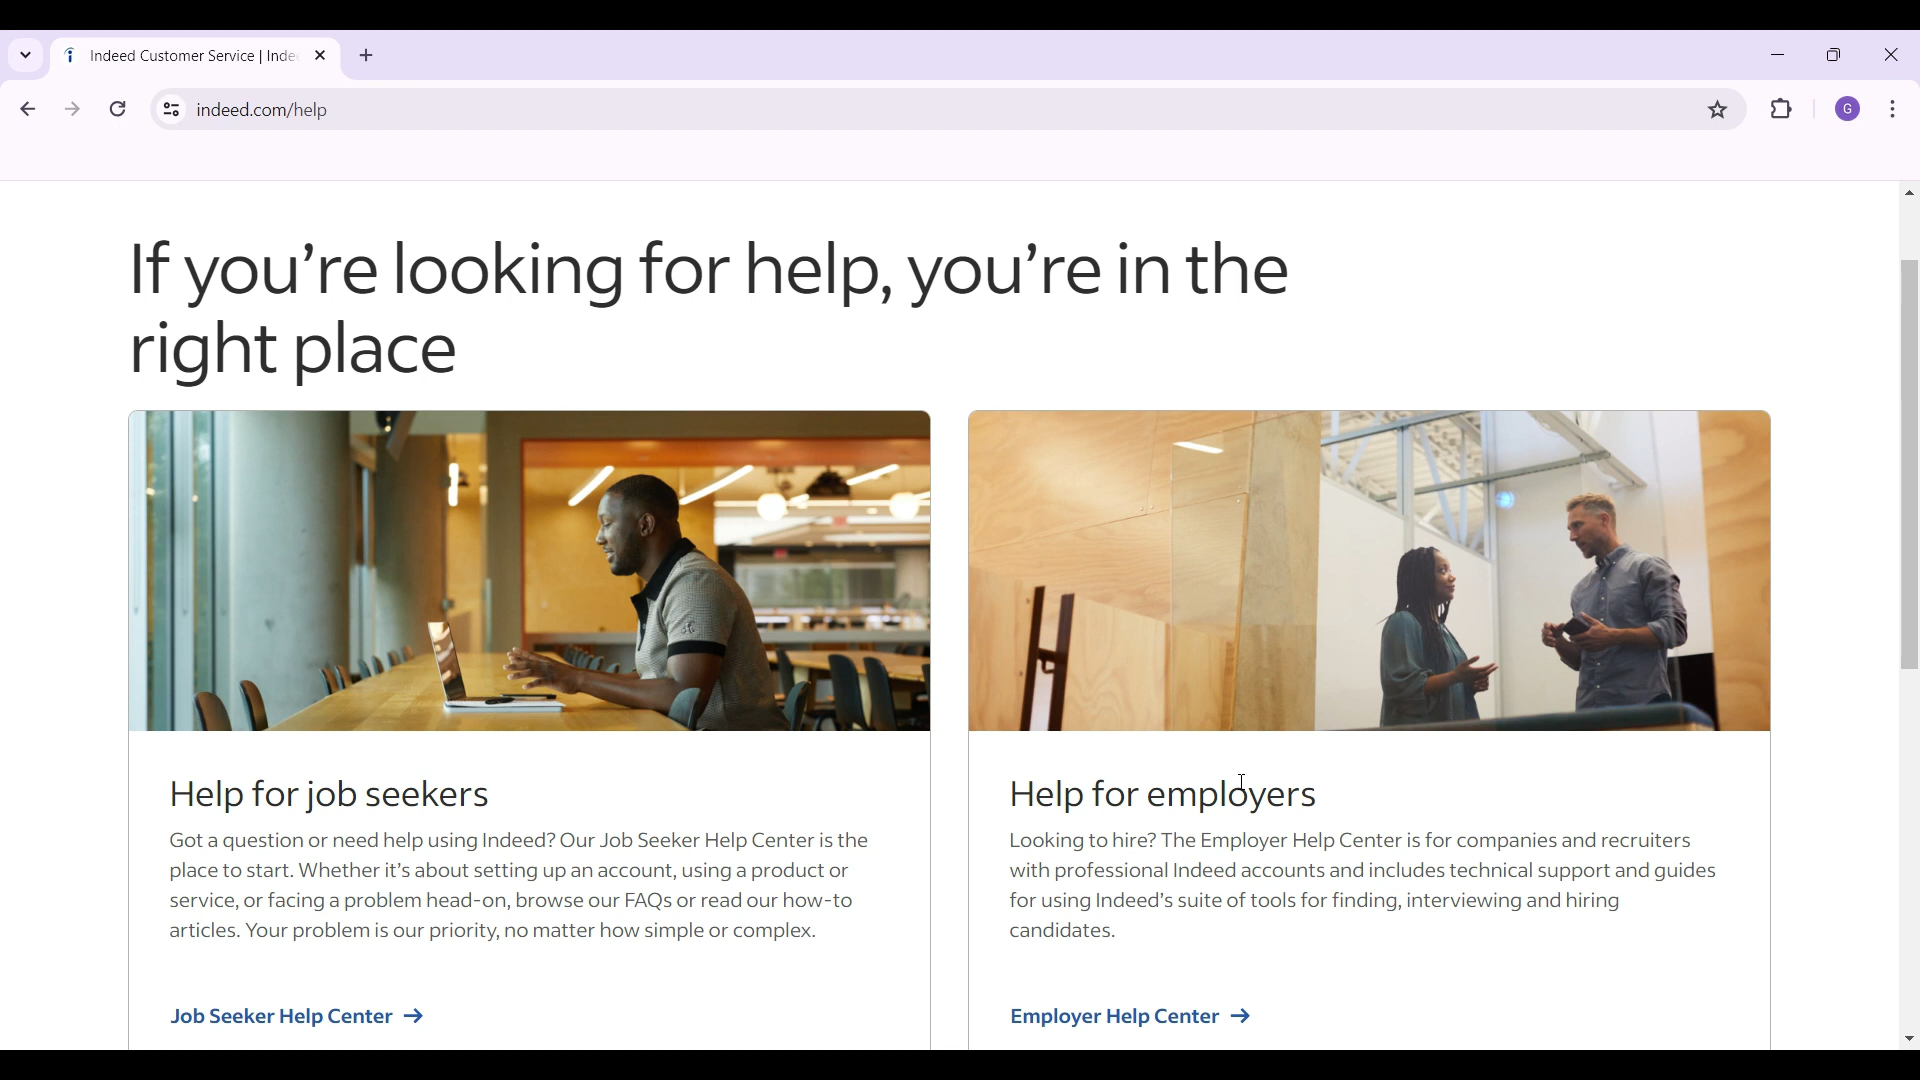 Indeed Customer Service | Inde
indeed.com/help
G
If you’re looking for help, you’re in the
right place
Help for job seekers
Got a question or need help using Indeed? Our Job Seeker Help Center is the
place to start. Whether it’s about setting up an account, using a product or
service, or facing a problem head-on, browse our FAQs or read our how-to
articles. Your problem is our priority, no matter how simple or complex.
Job Seeker Help Center →
Help for employers
Looking to hire? The Employer Help Center is for companies and recruiters
with professional Indeed accounts and includes technical support and guides
for using Indeed’s suite of tools for finding, interviewing and hiring
candidates.
Employer Help Center →